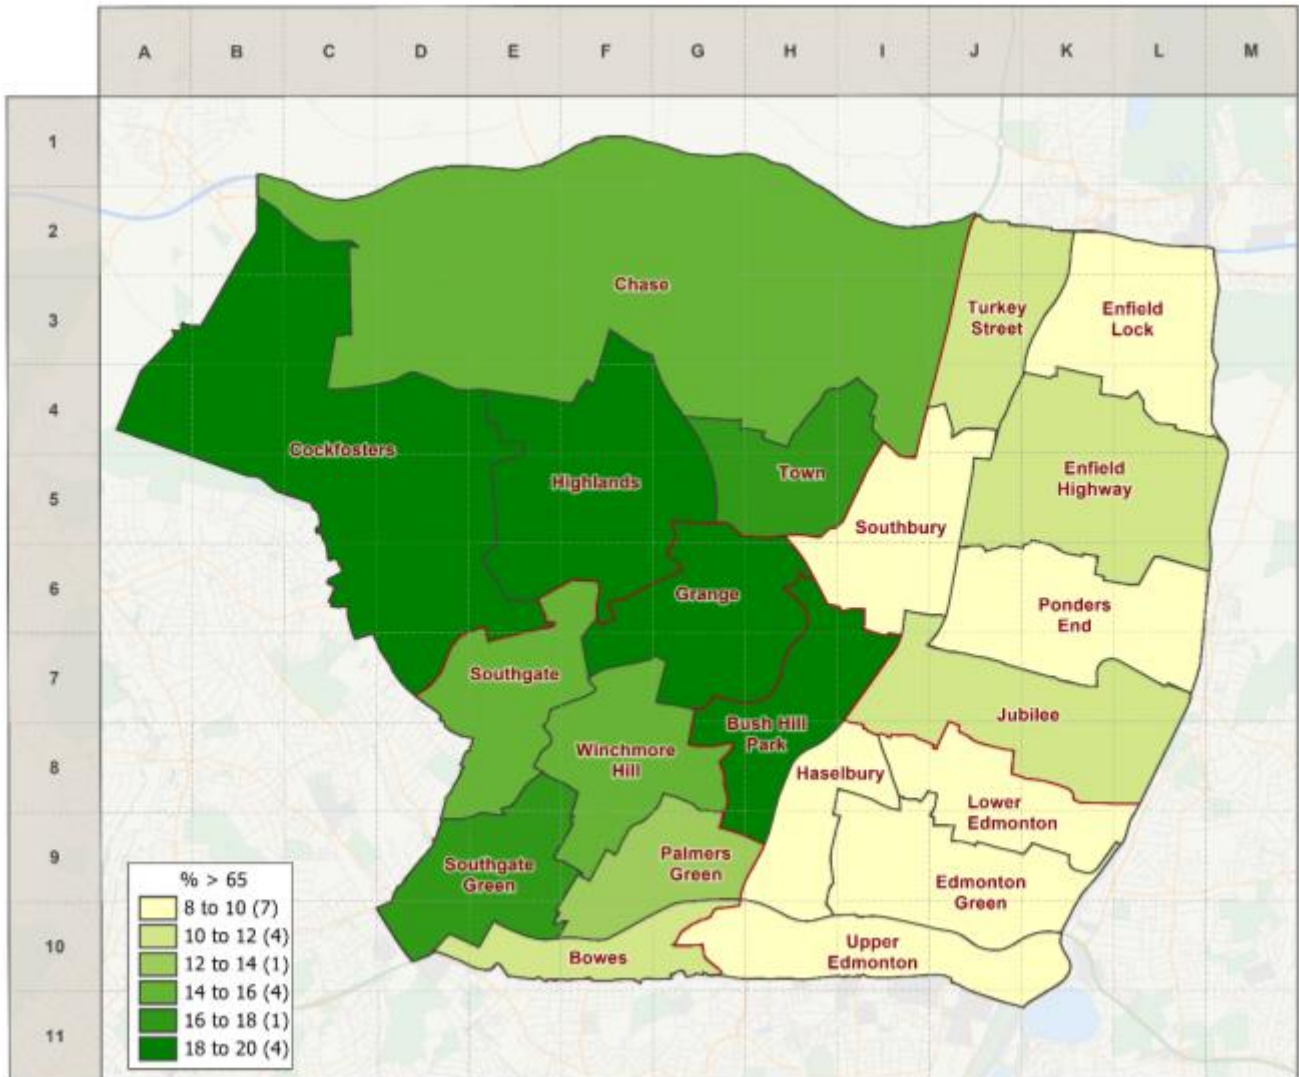 A B C D E F G H I J K L M
1
2
3
4
5
6
7
8
9
10
11
Chase
Turkey
Street
Enfield
Lock
Cockfosters
Highlands
Town
Enfield
Highway
Southbury
Grange
Ponders
End
Southgate
Jubilee
Bush Hill
Park
Winchmore
Hill
Haselbury
Lower
Edmonton
Palmers
Green
Southgate
Green
Edmonton
Green
Bowes
Upper
Edmonton
% > 65
8 to 10 (7)
10 to 12 (4)
12 to 14 (1)
14 to 16 (4)
16 to 18 (1)
18 to 20 (4)